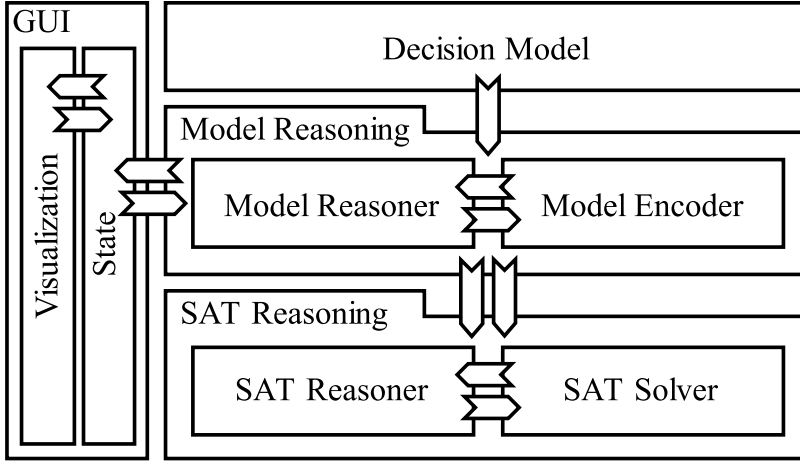 GUI
Visualization
State
Decision Model
Model Reasoning
Model Reasoner
Model Encoder
SAT Reasoning
SAT Reasoner
SAT Solver